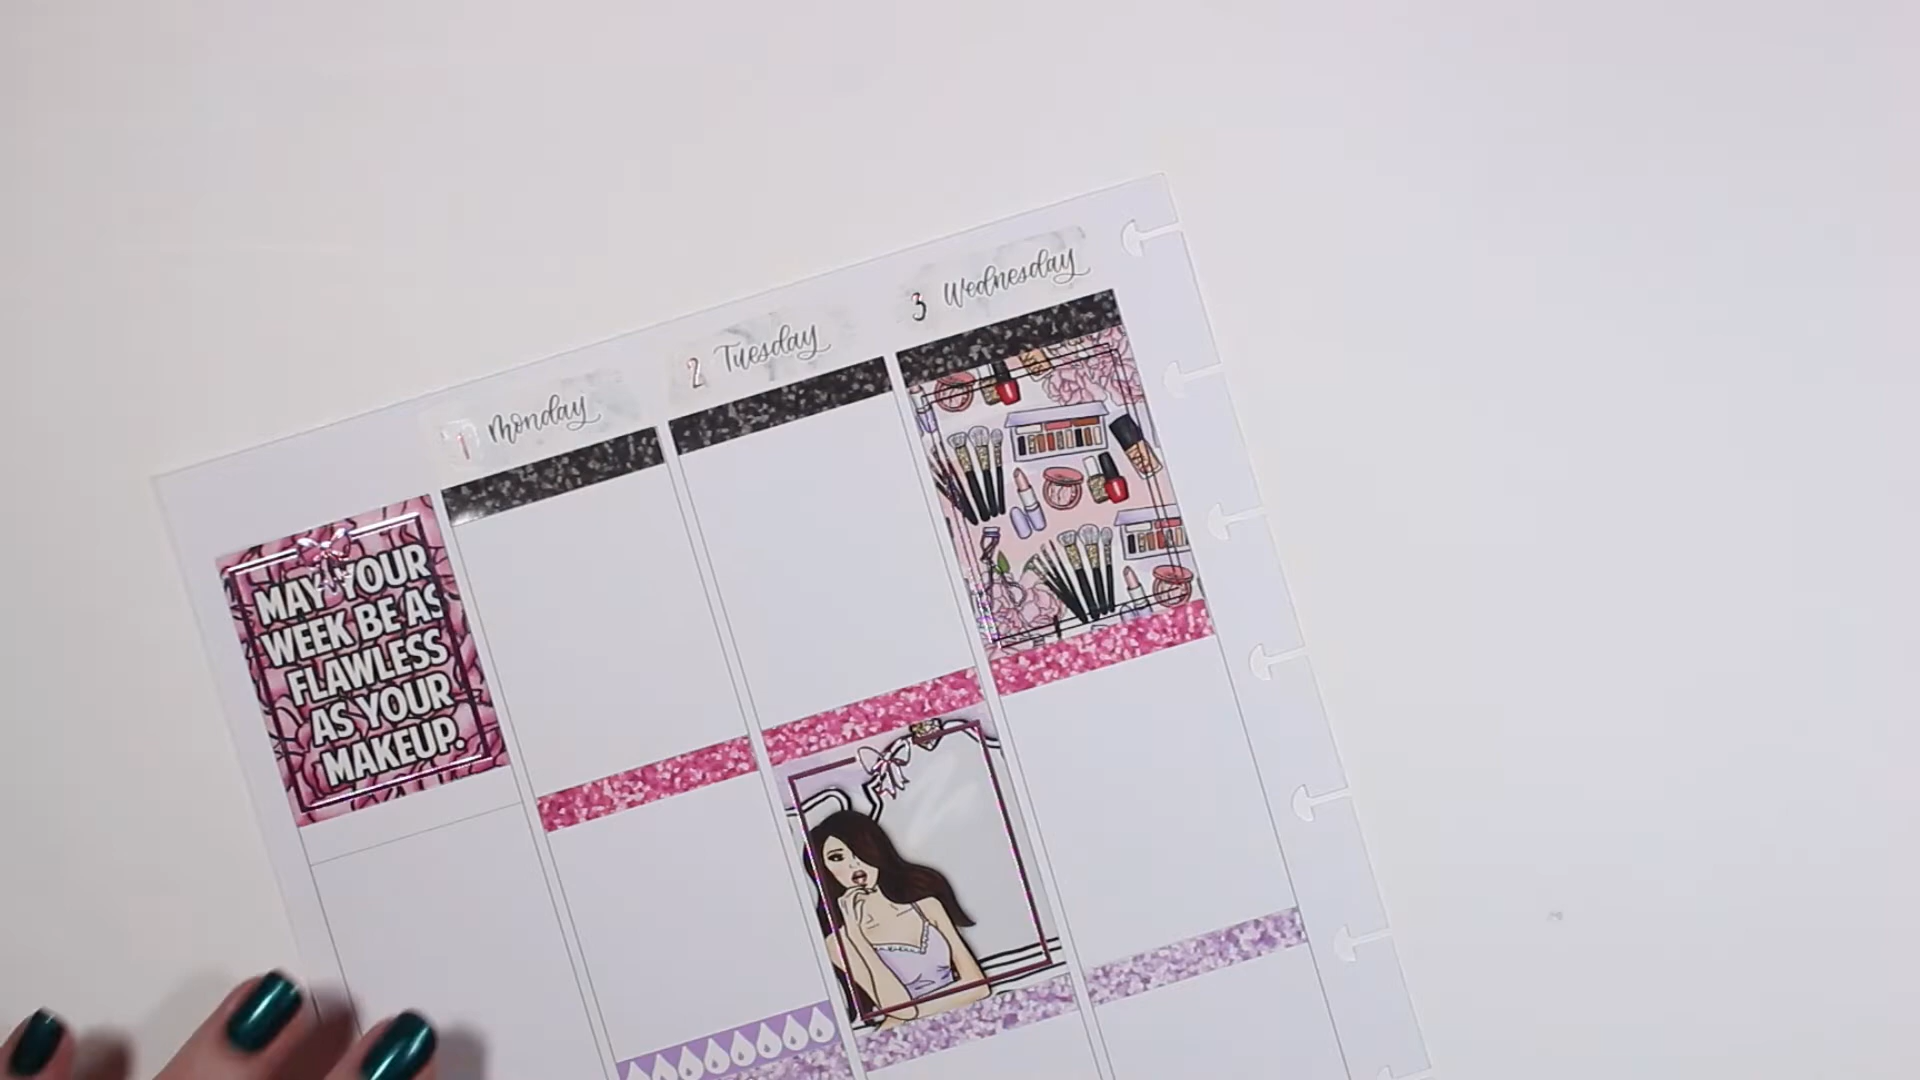 1 Monday
2 Tuesday
3 Wednesday
MAY YOUR
WEEK BE AS
FLAWLESS
AS YOUR
MAKEUP.